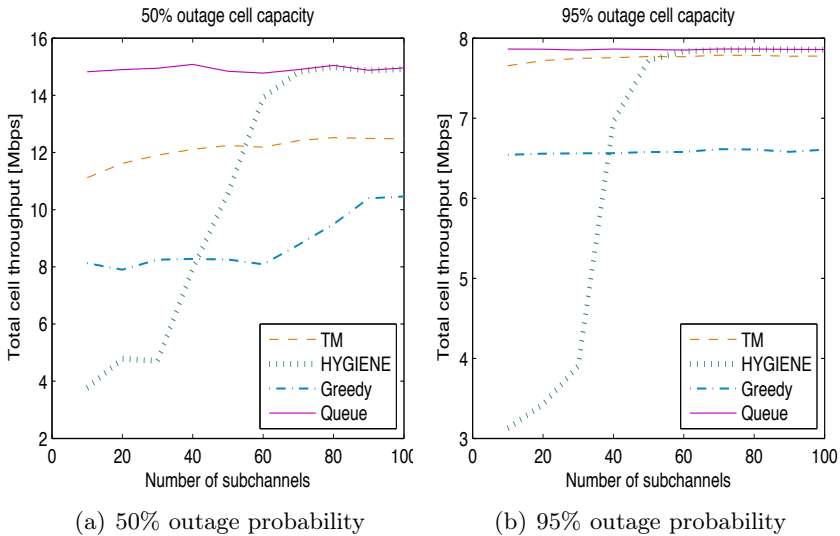 50% outage cell capacity
16
14
12
10
8
6
4
2
0
20
40
60
80
100
Total cell throughput [Mbps]
Number of subchannels
TM
HYGIENE
Greedy
Queue
(a) 50% outage probability
95% outage cell capacity
8
7
6
5
4
3
0
20
40
60
80
100
Total cell throughput [Mbps]
Number of subchannels
TM
HYGIENE
Greedy
Queue
(b) 95% outage probability